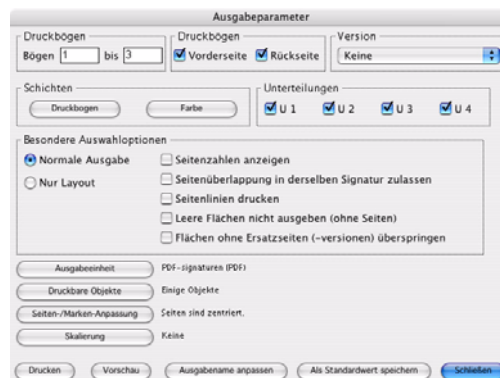 Ausgabeparameter
Druckbögen
Bögen 1 bis 3
Druckbögen
Vorderseite Rückseite
Version
Keine
Schichten
Druckbogen Farbe
Unterteilungen
U 1 U 2 U 3 U 4
Besondere Auswahloptionen
Normale Ausgabe
Nur Layout
Seitenzahlen anzeigen
Seitenüberlappung in derselben Signatur zulassen
Seitenlinien drucken
Leere Flächen nicht ausgeben (ohne Seiten)
Flächen ohne Ersatzseiten (-versionen) überspringen
Ausgabeeinheit PDF-signaturen (PDF)
Druckbare Objekte Einige Objekte
Seiten-/Marken-Anpassung Seiten sind zentriert.
Skalierung Keine
Drucken Vorschau Ausgabename anpassen Als Standardwert speichern Schließen